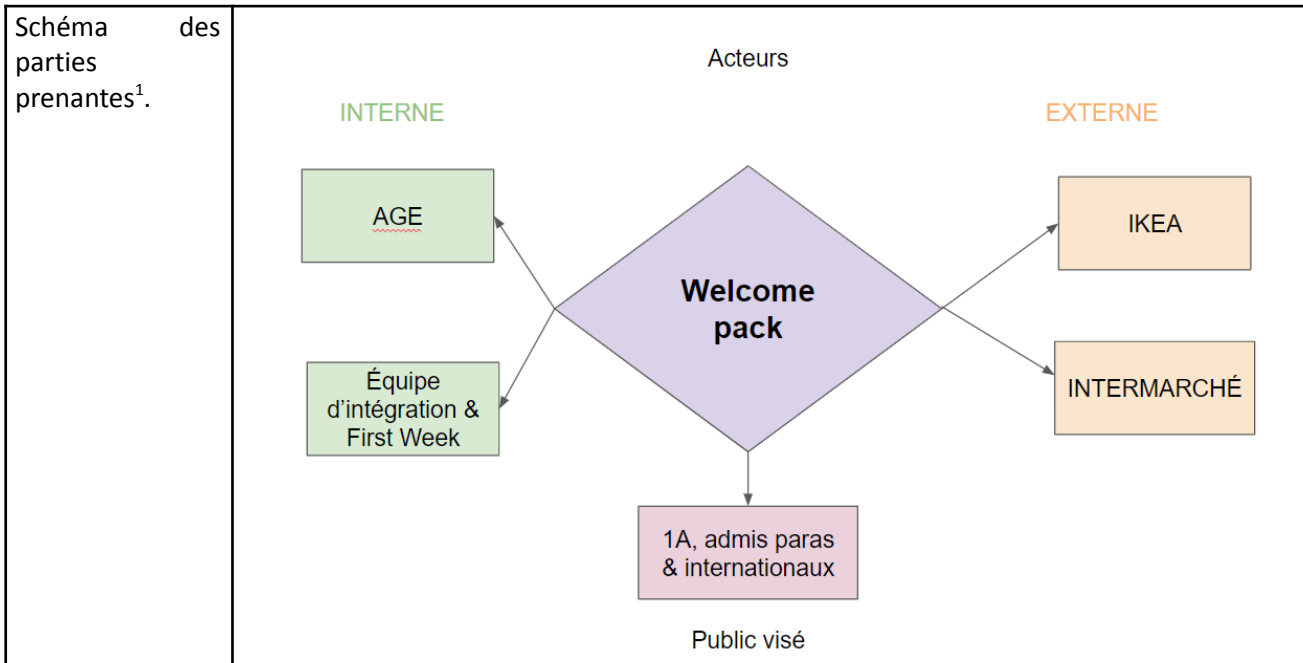 Schéma des
parties
prenantes¹.
Acteurs
INTERNE
EXTERNE
AGE
IKEA
Welcome
pack
Équipe
d'intégration &
First Week
INTERMARCHÉ
1A, admis paras
& internationaux
Public visé